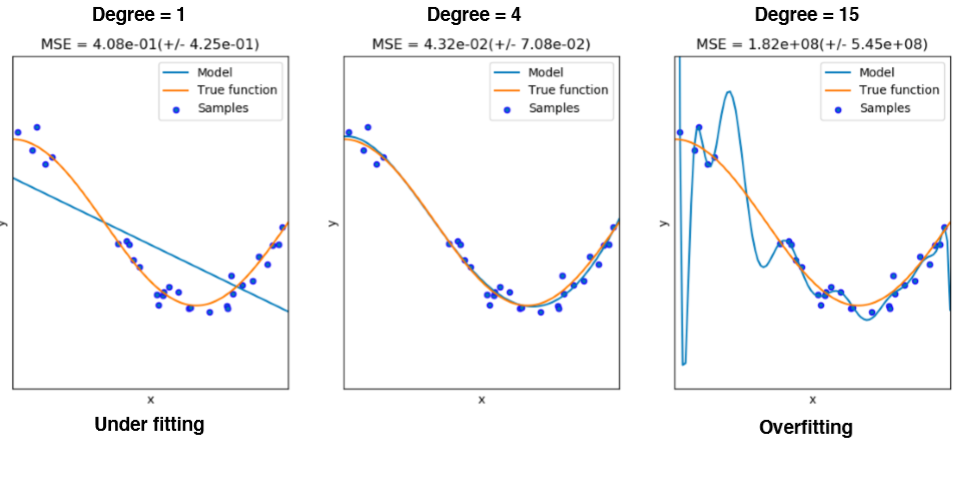 Degree = 1
MSE = 4.08e-01(+/- 4.25e-01)
Model
True function
Samples
y
x
Under fitting
Degree = 4
MSE = 4.32e-02(+/- 7.08e-02)
Model
True function
Samples
y
x
Degree = 15
MSE = 1.82e+08(+/- 5.45e+08)
Model
True function
Samples
y
x
Overfitting